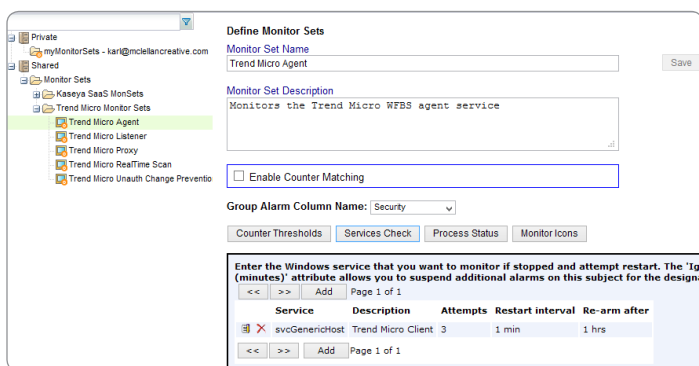 Private
myMonitorSets - karl@mclellancreative.com
Shared
Monitor Sets
Kaseya SaaS MonSets
Trend Micro Monitor Sets
Trend Micro Agent
Trend Micro Listener
Trend Micro Proxy
Trend Micro RealTime Scan
Trend Micro Unauth Change Preventio
Define Monitor Sets
Monitor Set Name
Trend Micro Agent
Save
Monitor Set Description
Monitors the Trend Micro WFBS agent service
Enable Counter Matching
Group Alarm Column Name: Security
Counter Thresholds Services Check Process Status Monitor Icons
Enter the Windows service that you want to monitor if stopped and attempt restart. The 'Ig
(minutes)' attribute allows you to suspend additional alarms on this subject for the designa
<< >> Add Page 1 of 1
Service Description Attempts Restart interval Re-arm after
svcGenericHost Trend Micro Client 3 1 min 1 hrs
<< >> Add Page 1 of 1